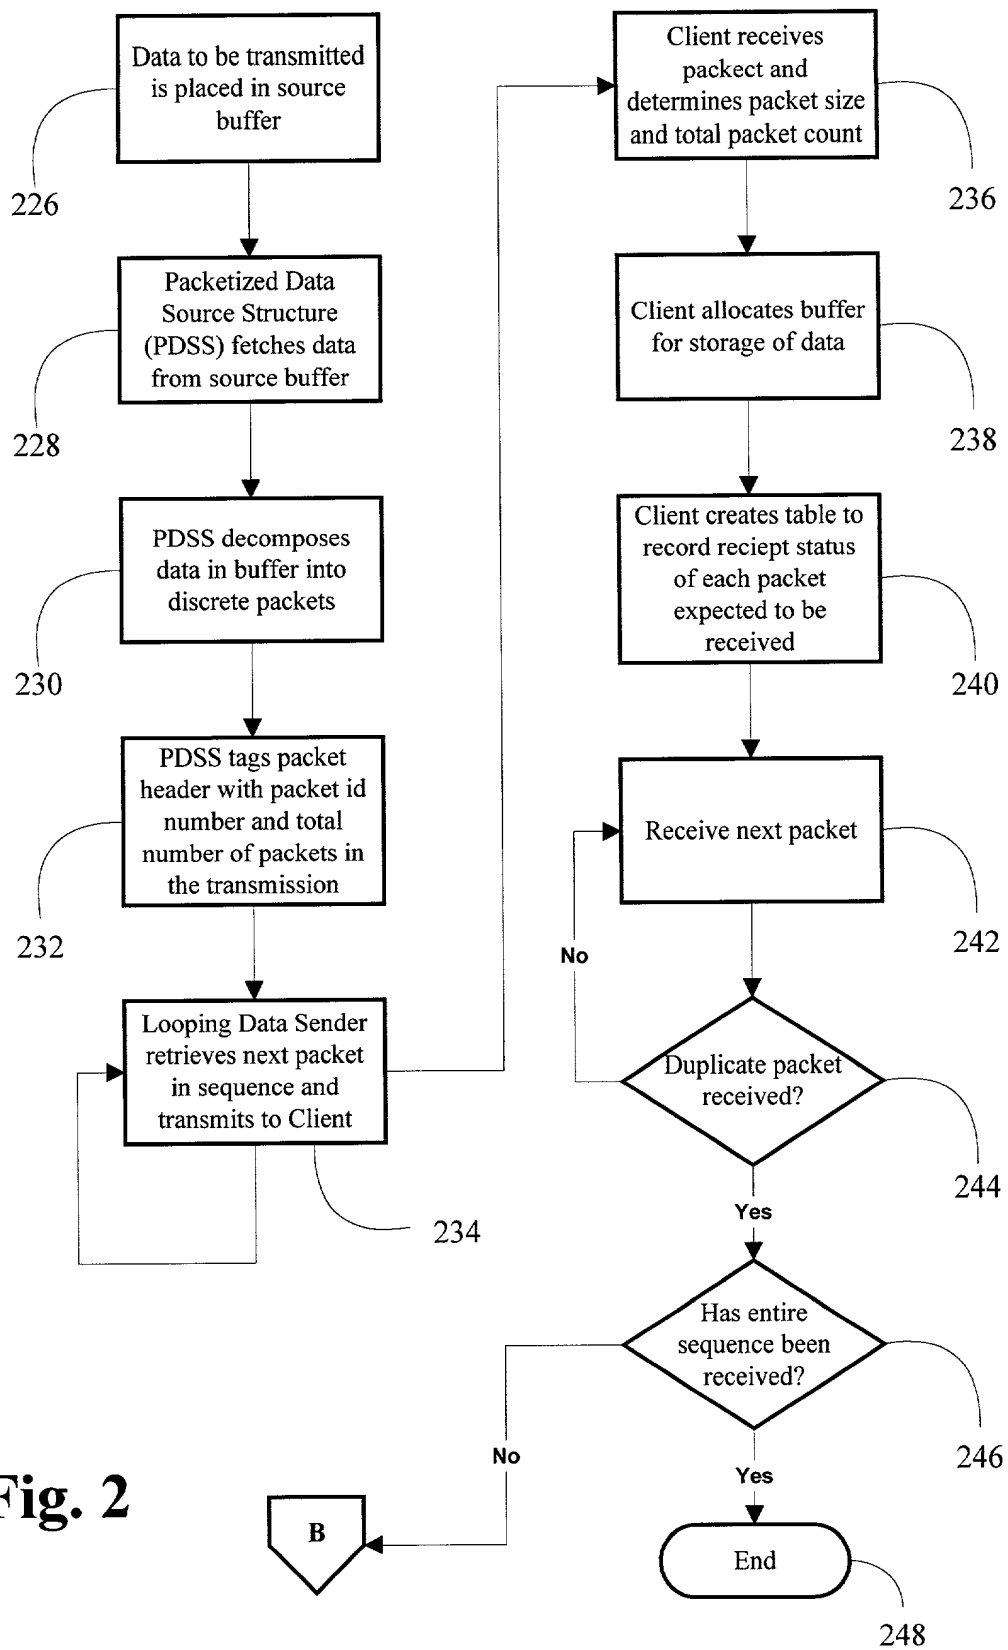 Data to be transmitted
is placed in source
buffer
226
Packetized Data
Source Structure
(PDSS) fetches data
from source buffer
228
PDSS decomposes
data in buffer into
discrete packets
230
PDSS tags packet
header with packet id
number and total
number of packets in
the transmission
232
Looping Data Sender
retrieves next packet
in sequence and
transmits to Client
234
Client receives
packect and
determines packet size
and total packet count
236
Client allocates buffer
for storage of data
238
Client creates table to
record reciept status
of each packet
expected to be
received
240
Receive next packet
242
No
Duplicate packet
received?
244
Yes
Has entire
sequence been
received?
246
No
Yes
B
End
248
Fig. 2